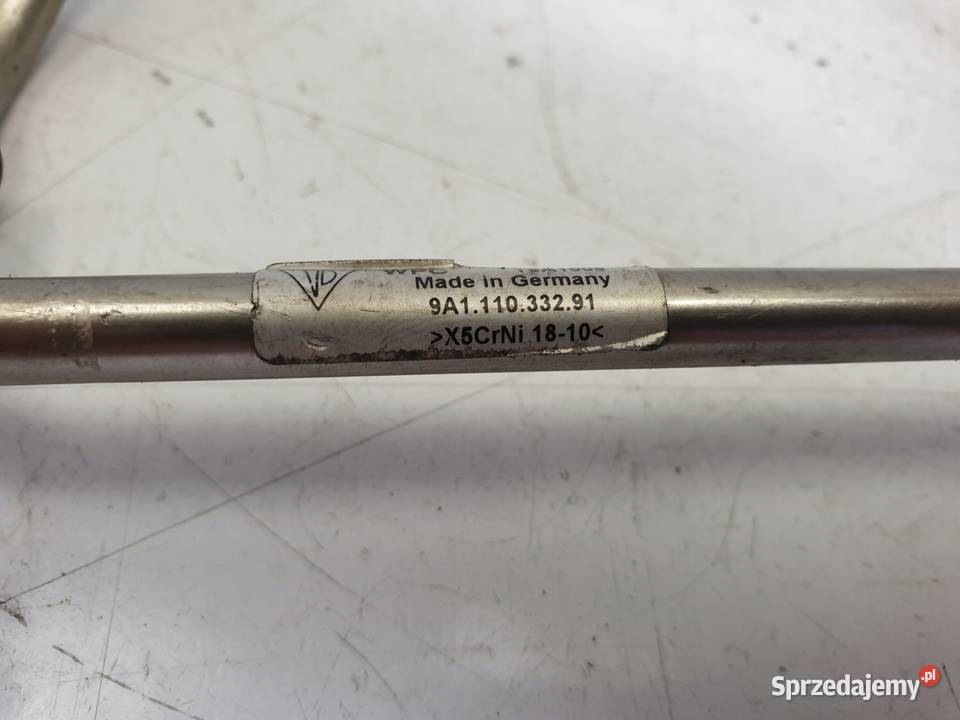 Made in Germany
9A1.110.332.91
>X5CrNi 18-10<
Sprzedajemy.pl